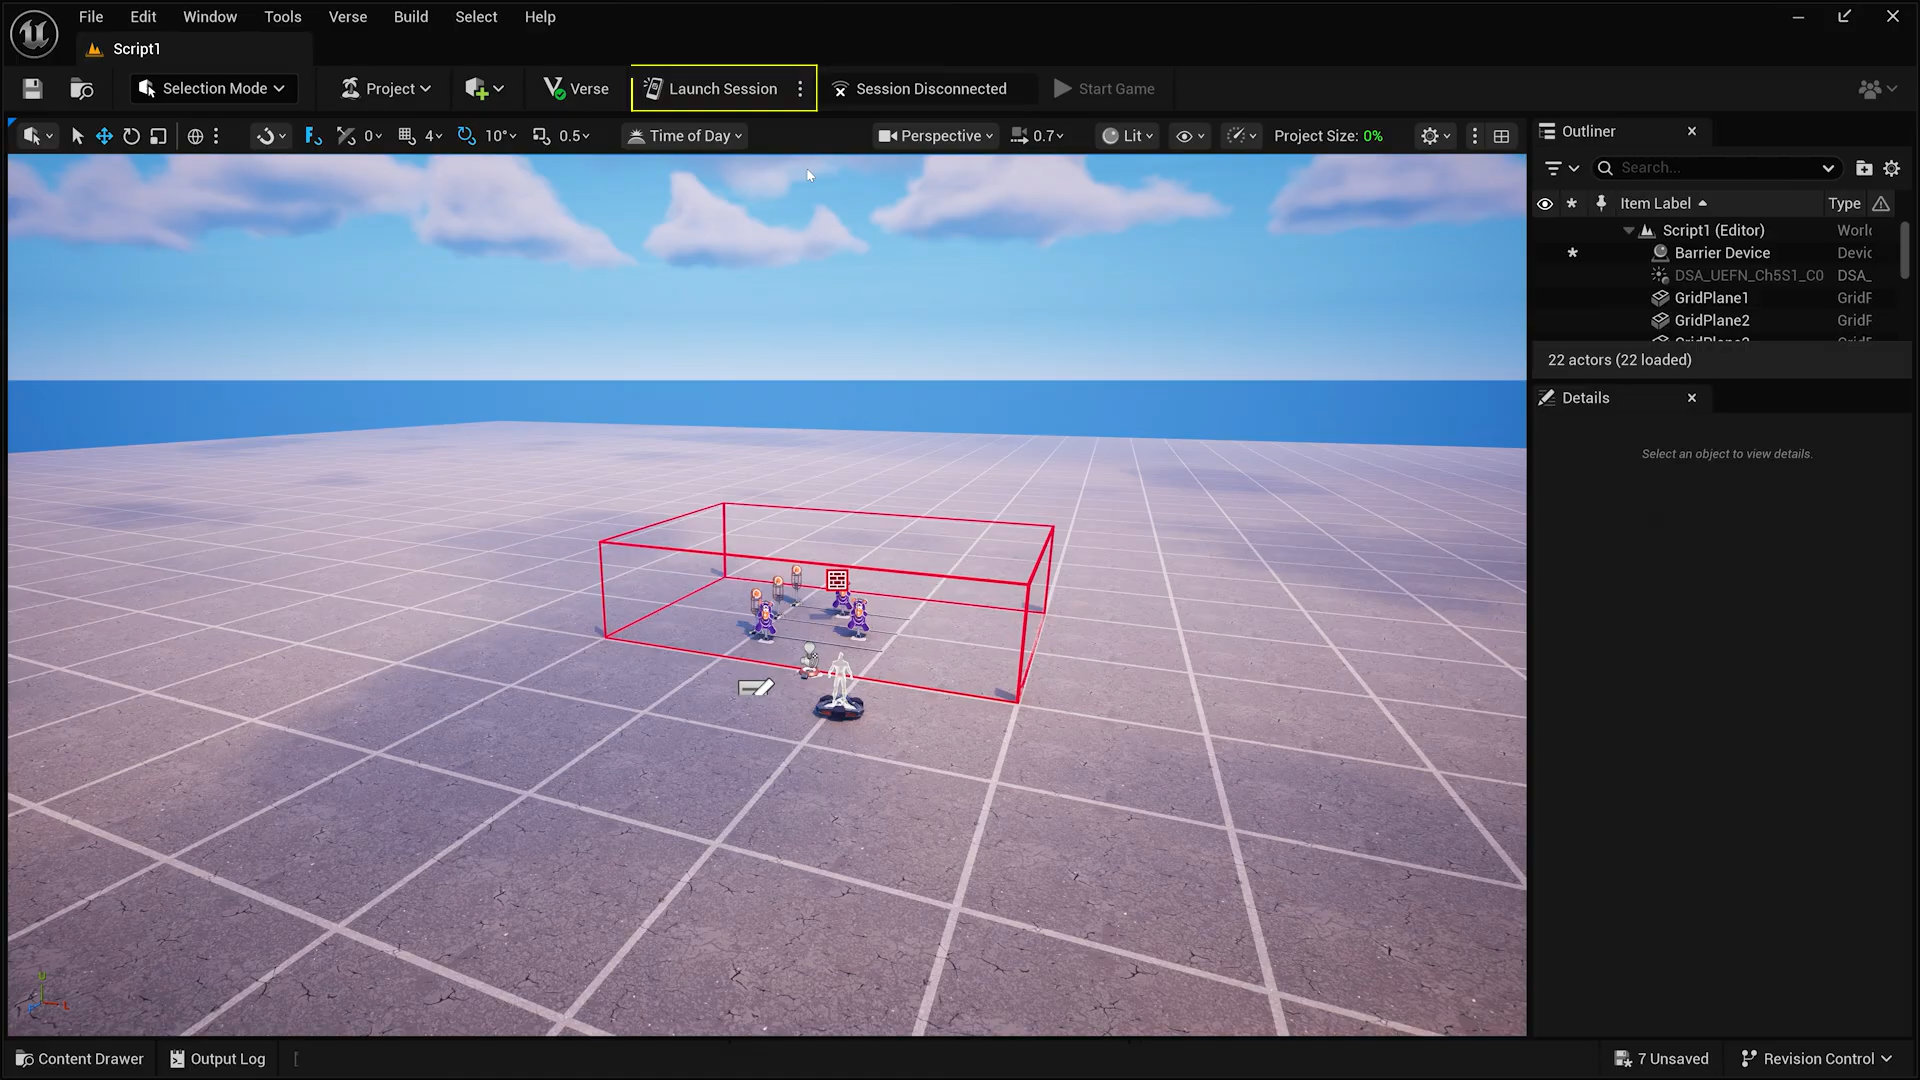 File Edit Window Tools Verse Build Select Help
Script1
Selection Mode Project Verse Launch Session Session Disconnected Start Game
0 4 10° 0.5 Time of Day Perspective 0.7 Lit Project Size: 0%
Outliner
Search...
Item Label Type
Script1 (Editor) Worl
Barrier Device Devic
DSA_UEFN_Ch5S1_C0 DSA_
GridPlane1 GridP
GridPlane2 GridP
22 actors (22 loaded)
Details
Select an object to view details.
Content Drawer Output Log 7 Unsaved Revision Control